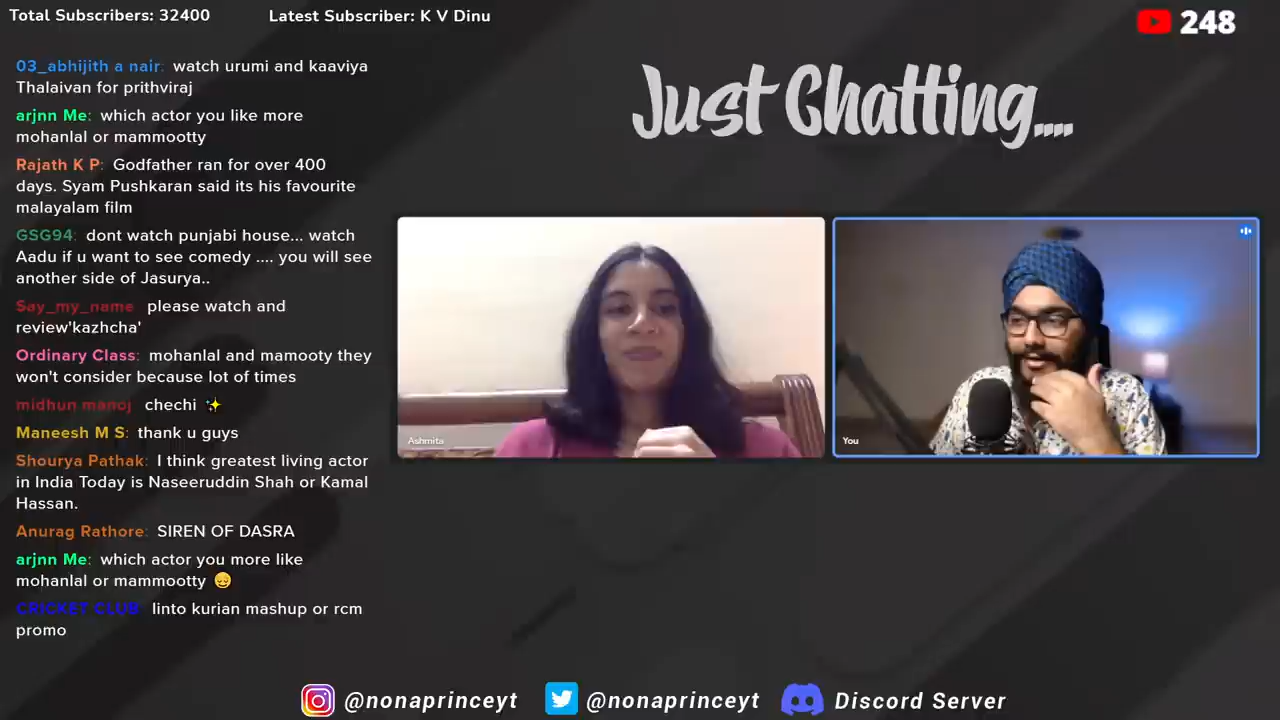 Total Subscribers: 32400
Latest Subscriber: K V Dinu
248
03_abhijith a nair: watch urumi and kaaviya
Thalaivan for prithviraj
arjnn Me: which actor you like more
mohanlal or mammootty
Rajath K P: Godfather ran for over 400
days. Syam Pushkaran said its his favourite
malayalam film
GSG94: dont watch punjabi house... watch
Aadu if u want to see comedy .... you will see
another side of Jasurya..
Say_my_name please watch and
review'kazhcha'
Ordinary Class: mohanlal and mamooty they
won't consider because lot of times
midhun manoj chechi ✨
Maneesh M S: thank u guys
Shourya Pathak: I think greatest living actor
in India Today is Naseeruddin Shah or Kamal
Hassan.
Anurag Rathore: SIREN OF DASRA
arjnn Me: which actor you more like
mohanlal or mammootty 😌
CRICKET CLUB linto kurian mashup or rcm
promo
Just Chatting....
Ashmita
You
@nonaprinceyt
@nonaprinceyt
Discord Server